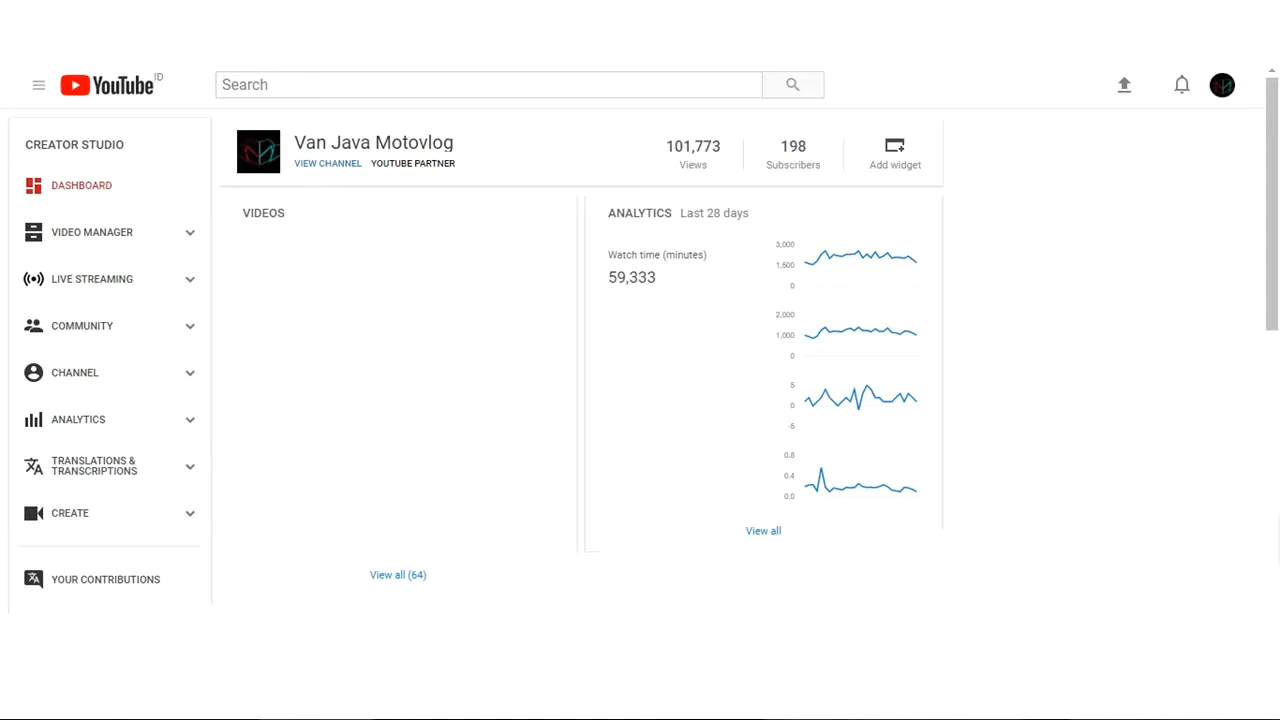 YouTube ID
Search
CREATOR STUDIO
DASHBOARD
VIDEO MANAGER
LIVE STREAMING
COMMUNITY
CHANNEL
ANALYTICS
TRANSLATIONS &
TRANSCRIPTIONS
CREATE
YOUR CONTRIBUTIONS
Van Java Motovlog
VIEW CHANNEL YOUTUBE PARTNER
101,773
Views
198
Subscribers
Add widget
VIDEOS
View all (64)
ANALYTICS Last 28 days
Watch time (minutes)
59,333
3,000
1,500
0
2,000
1,000
0
5
0
-5
0.8
0.4
0.0
View all